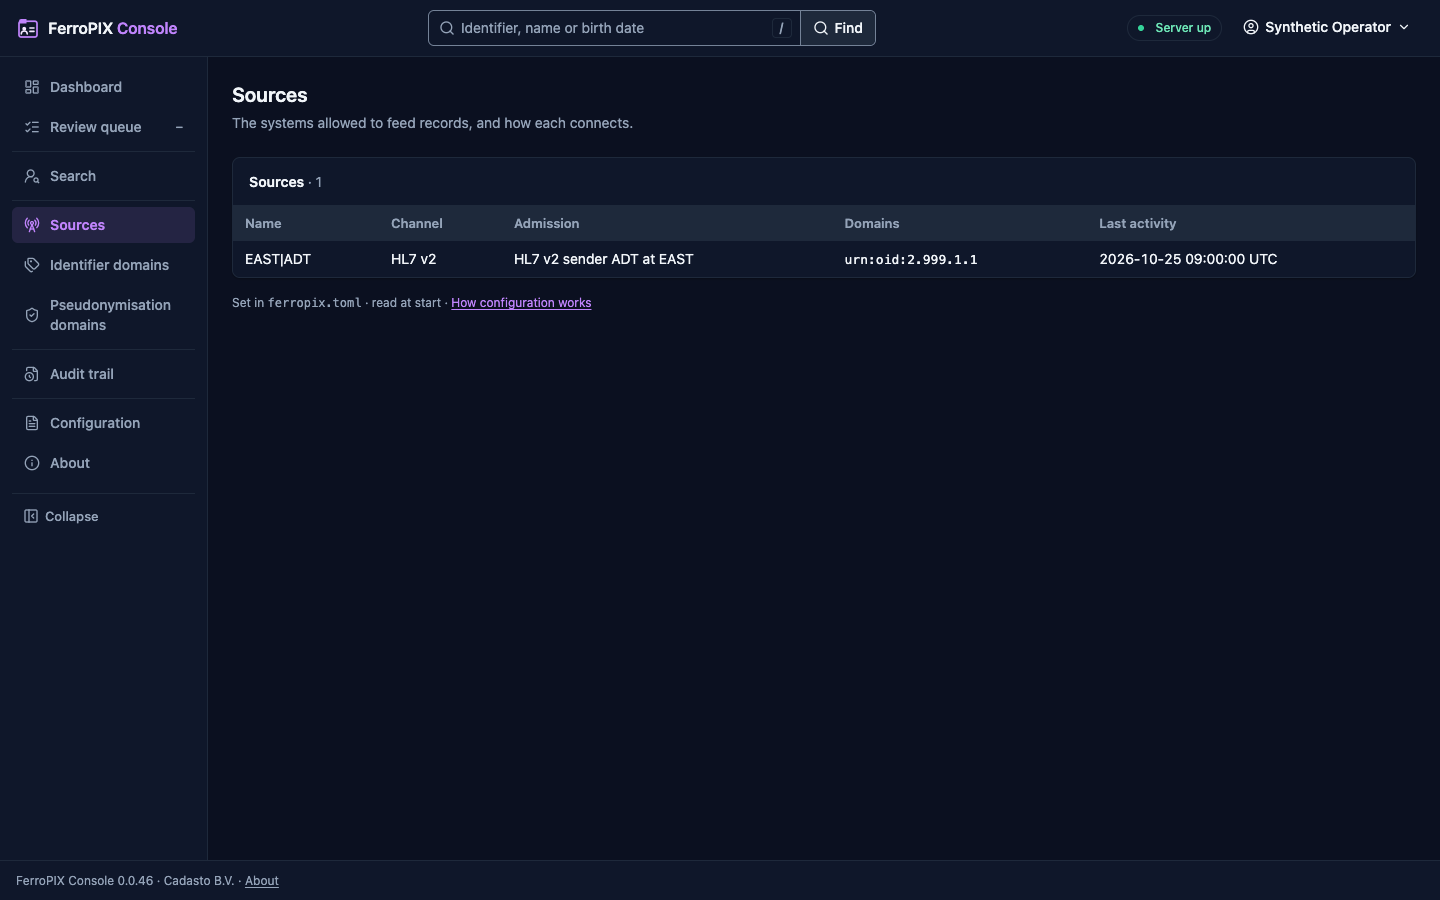 FerroPIX Console
Identifier, name or birth date
/
Find
Server up
Synthetic Operator
Dashboard
Review queue –
Search
Sources
Identifier domains
Pseudonymisation
domains
Audit trail
Configuration
About
Collapse
Sources
The systems allowed to feed records, and how each connects.
Sources · 1
Name Channel Admission Domains Last activity
EAST|ADT HL7 v2 HL7 v2 sender ADT at EAST urn:oid:2.999.1.1 2026-10-25 09:00:00 UTC
Set in ferropix.toml · read at start · How configuration works
FerroPIX Console 0.0.46 · Cadasto B.V. · About